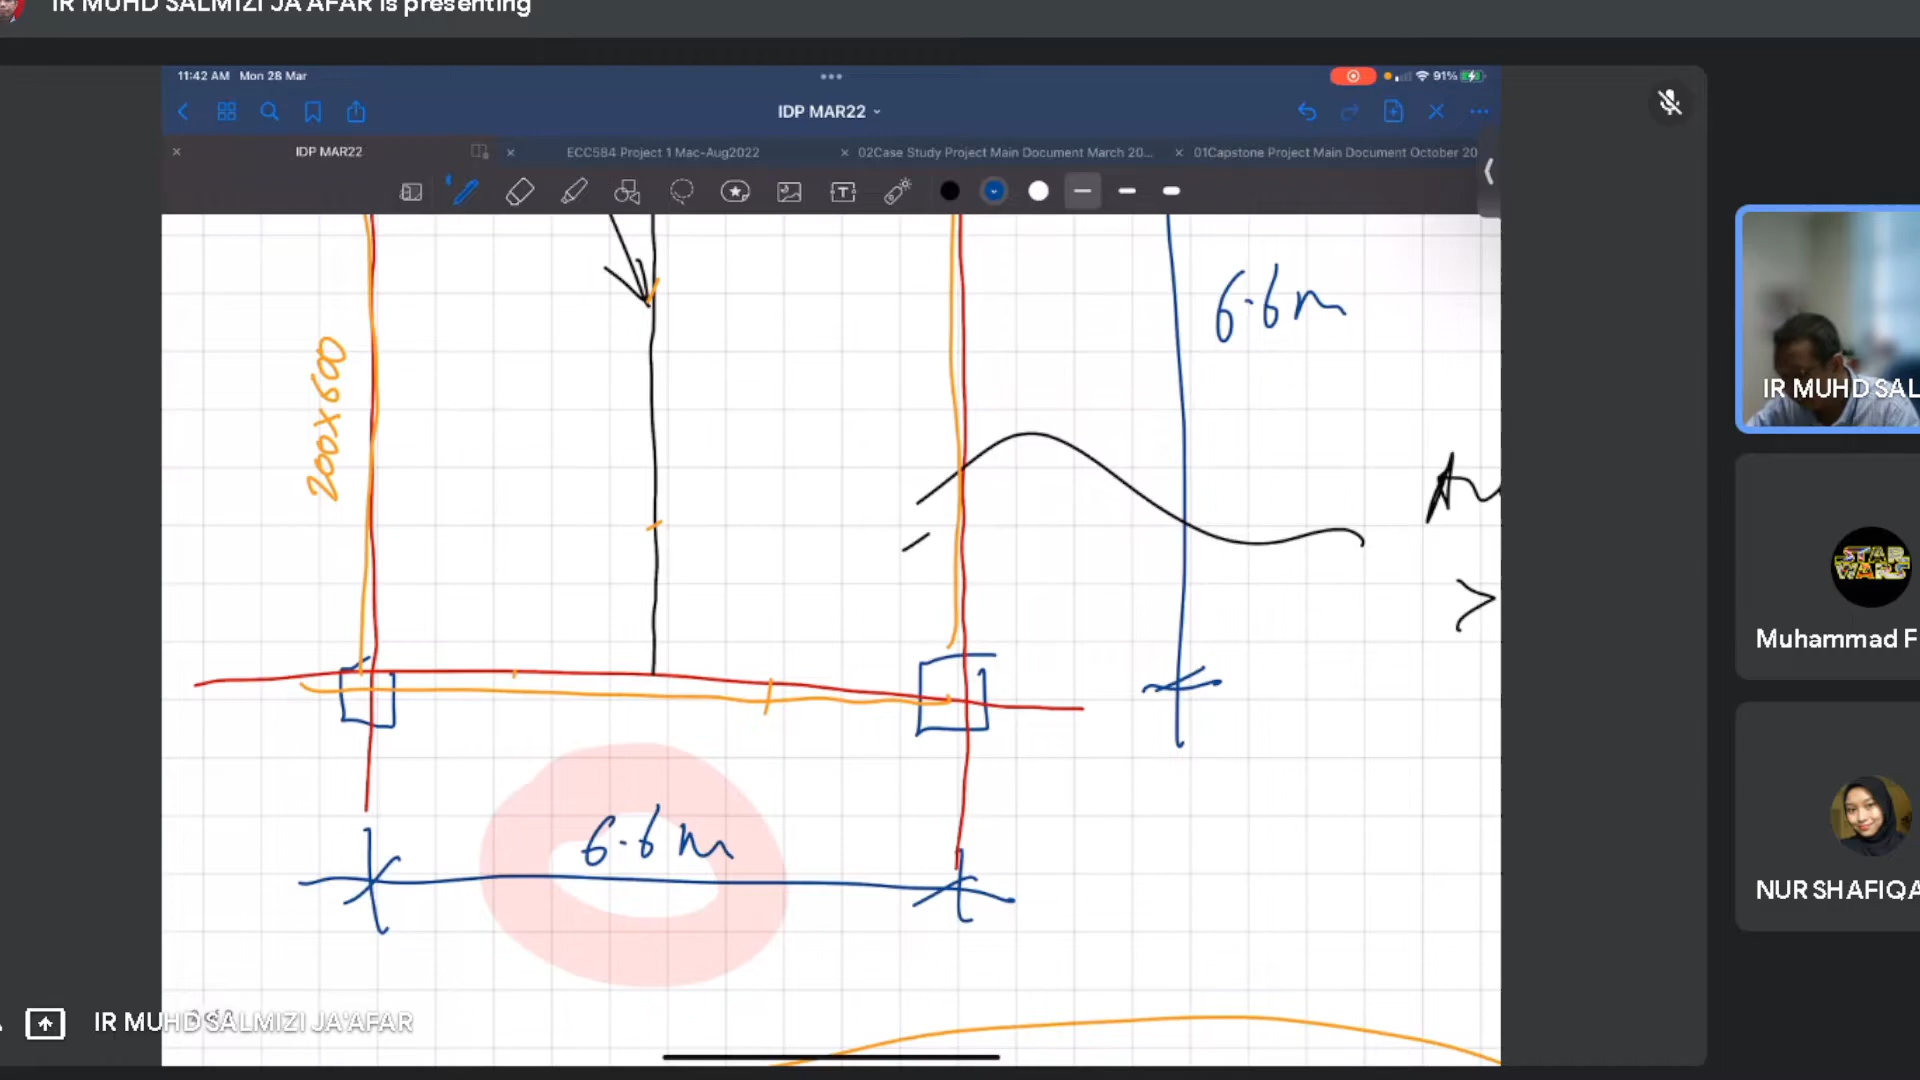 IR MUHD SALMIZI JA'AFAR is presenting
11:42 AM Mon 28 Mar
91%
IDP MAR22
IDP MAR22
ECC584 Project 1 Mac-Aug2022
02Case Study Project Main Document March 20...
01Capstone Project Main Document October 20
6.6m
200x600
IR MUHD SAL
>
STAR WARS
Muhammad F
6.6m
NUR SHAFIQA
IR MUHD SALMIZI JA'AFAR